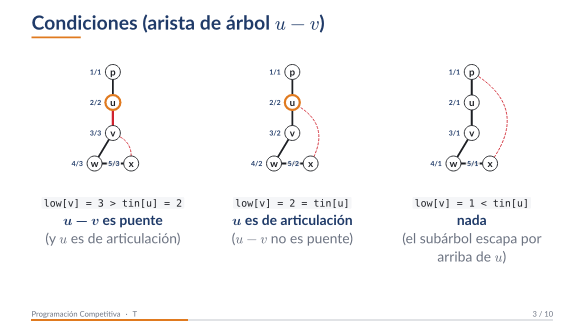 Condiciones (arista de árbol u − v)
1/1 p
2/2 u
3/3 v
4/3 w 5/3 x
1/1 p
2/2 u
3/2 v
4/2 w 5/2 x
1/1 p
2/1 u
3/1 v
4/1 w 5/1 x
low[v] = 3 > tin[u] = 2
u − v es puente
(y u es de articulación)
low[v] = 2 = tin[u]
u es de articulación
(u − v no es puente)
low[v] = 1 < tin[u]
nada
(el subárbol escapa por
arriba de u)
Programación Competitiva · T
3 / 10